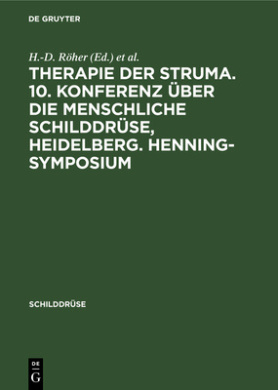 DE GRUYTER
H.-D. Röher (Ed.) et al.
THERAPIE DER STRUMA.
10. KONFERENZ ÜBER
DIE MENSCHLICHE
SCHILDDRÜSE,
HEIDELBERG. HENNING-
SYMPOSIUM
SCHILDDRÜSE
DE
G